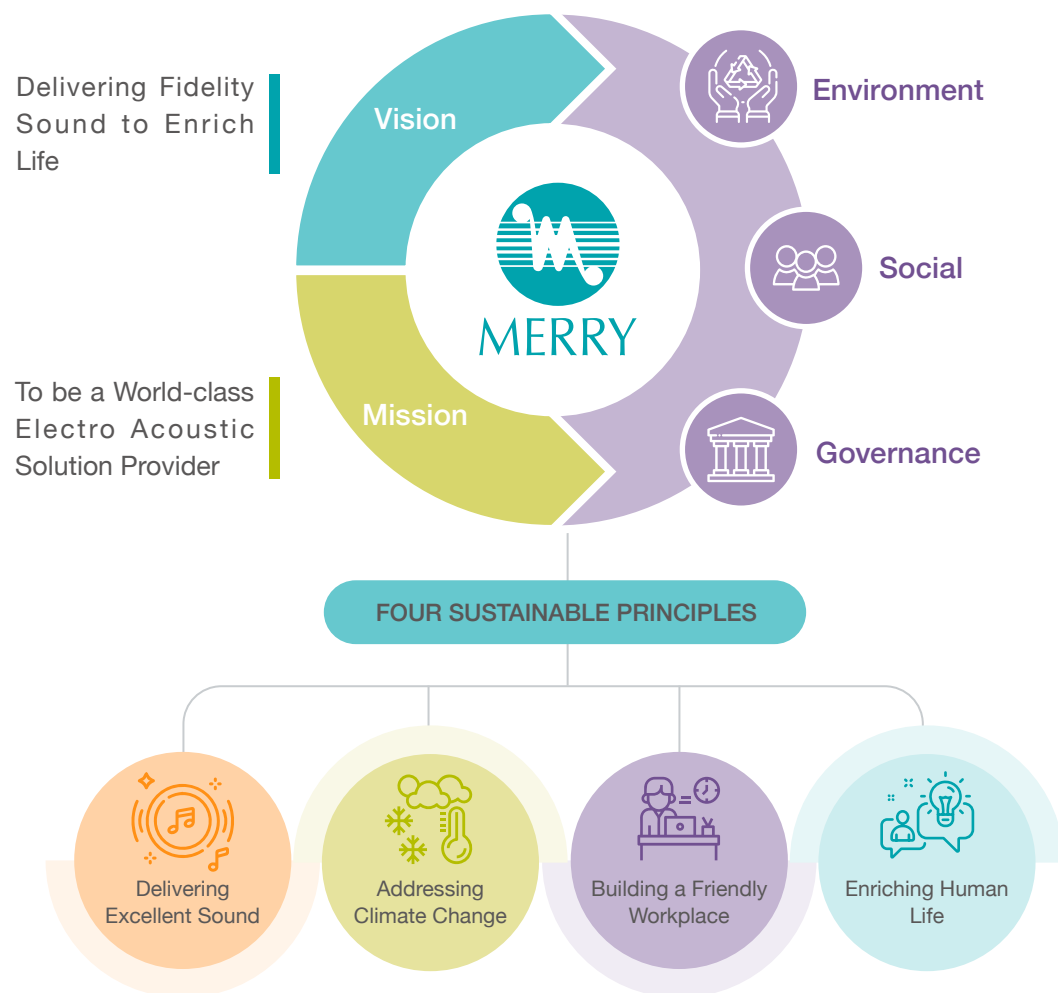 Delivering Fidelity
Sound to Enrich
Life
Vision
Environment
MERRY
Social
To be a World-class
Electro Acoustic
Solution Provider
Mission
Governance
FOUR SUSTAINABLE PRINCIPLES
Delivering
Excellent Sound
Addressing
Climate Change
Building a Friendly
Workplace
Enriching Human
Life